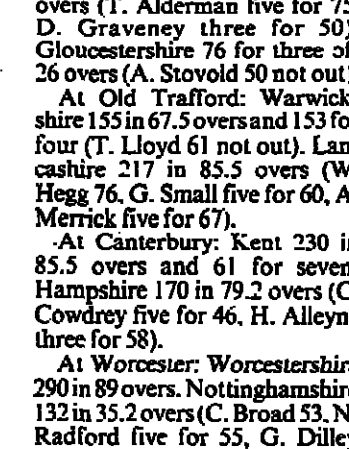 overs (T. Alderman five for 75
D. Graveney three for 50)
Gloucestershire 76 for three of
26 overs (A. Stovold 50 not out
At Old Trafford: Warwick-
shire 155 in 67.5 overs and 153 fo
four (T. Lloyd 61 not out). Lan
cashire 217 in 85.5 overs (W
Hegg 76, G. Small five for 60, A
Merrick five for 67).
At Canterbury: Kent 230 i
85.5 overs and 61 for seven
Hampshire 170 in 79.2 overs (C
Cowdrey five for 46, H. Alleyn
three for 58).
At Worcester: Worcestershir
290 in 89 overs. Nottinghamshire
132 in 35.2 overs (C. Broad 53, N
Radford five for 55, G. Dilley